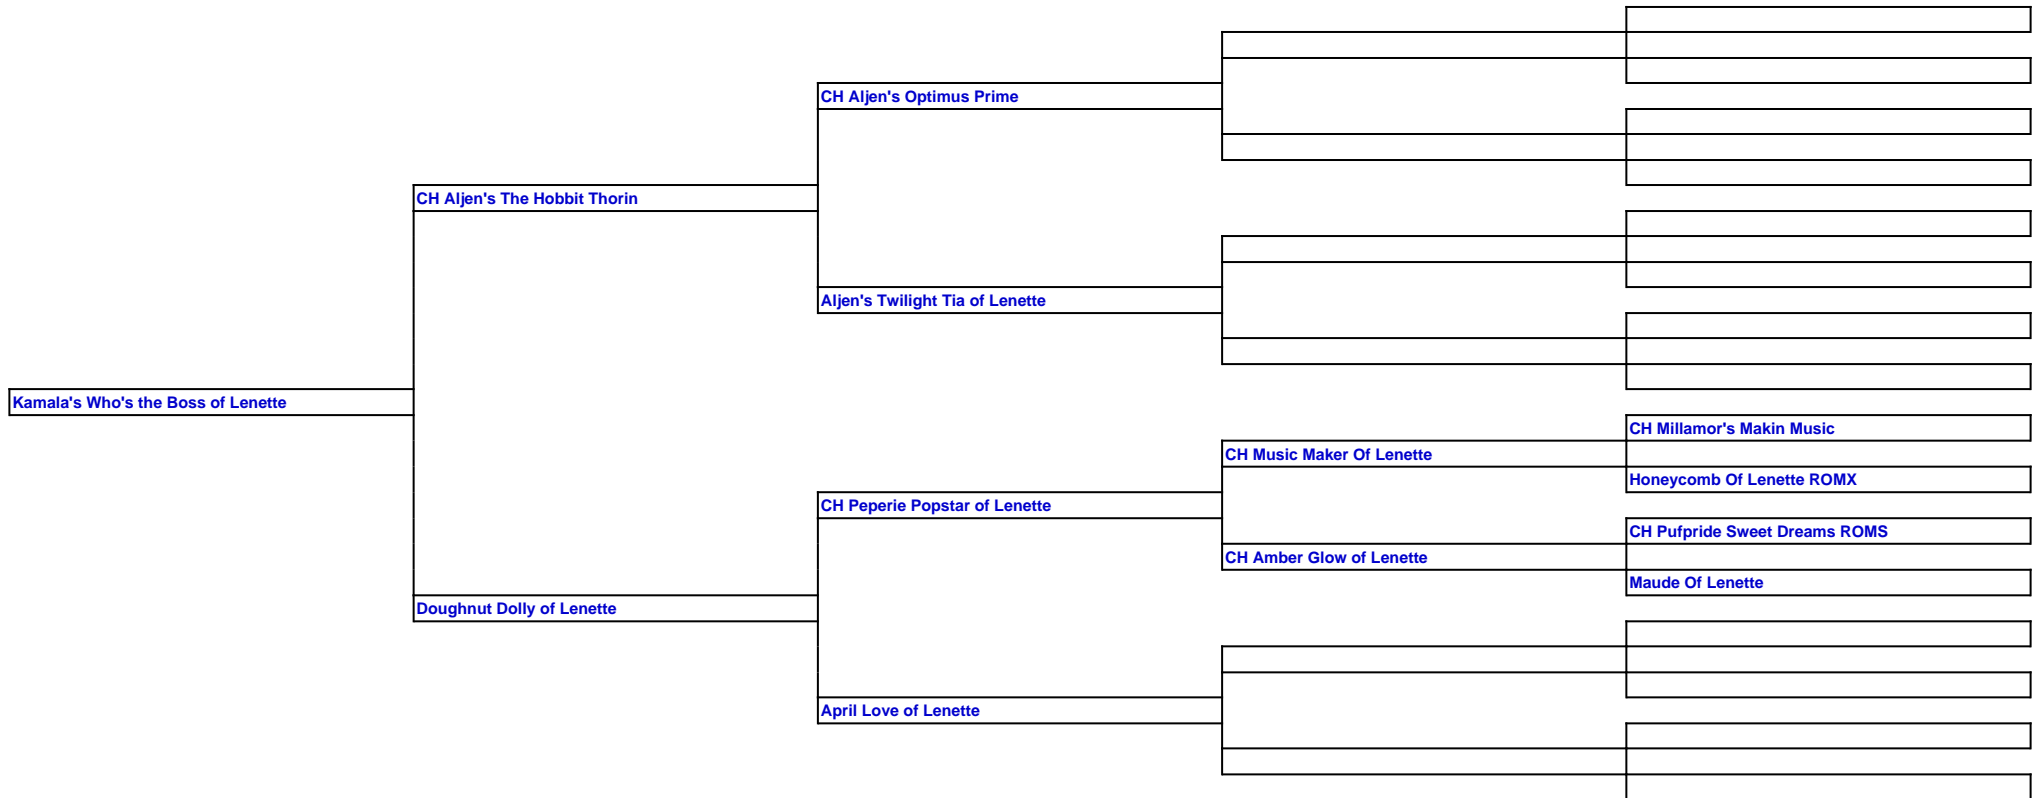 CH Aljen's Optimus Prime
CH Aljen's The Hobbit Thorin
Aljen's Twilight Tia of Lenette
Kamala's Who's the Boss of Lenette
CH Millamor's Makin Music
CH Music Maker Of Lenette
Honeycomb Of Lenette ROMX
CH Peperie Popstar of Lenette
CH Pufpride Sweet Dreams ROMS
CH Amber Glow of Lenette
Maude Of Lenette
Doughnut Dolly of Lenette
April Love of Lenette